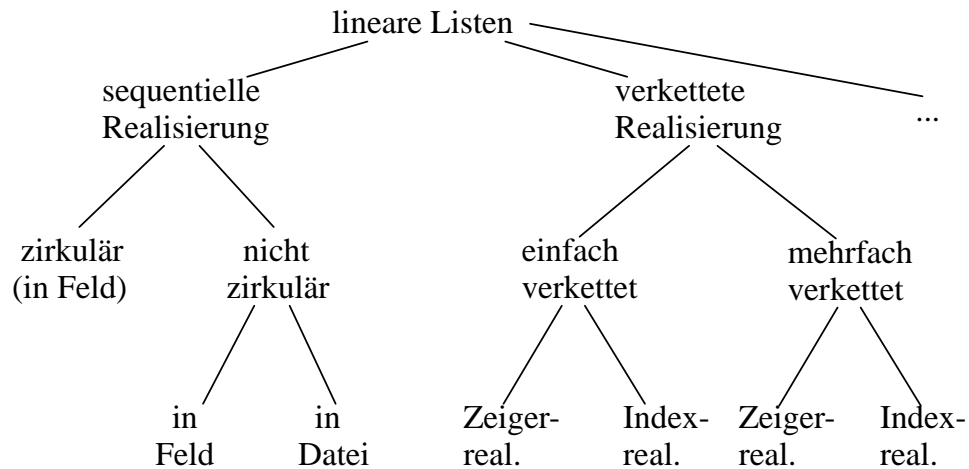 lineare Listen
sequentielle
Realisierung
verkettete
Realisierung
...
zirkulär
(in Feld)
nicht
zirkulär
einfach
verkettet
mehrfach
verkettet
in
Feld
in
Datei
Zeiger-
real.
Index-
real.
Zeiger-
real.
Index-
real.